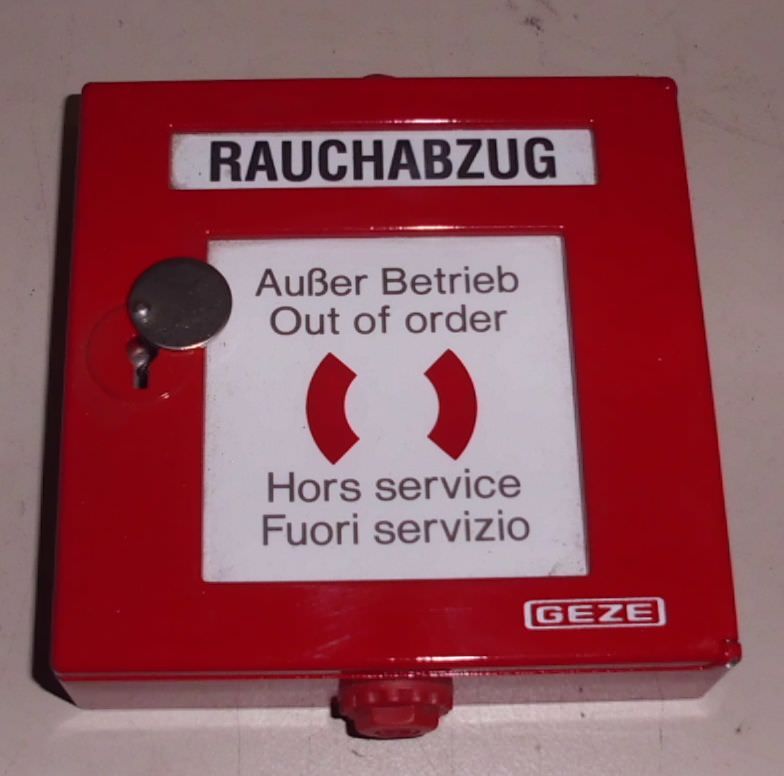 RAUCHABZUG
Außer Betrieb
Out of order
Hors service
Fuori servizio
GEZE